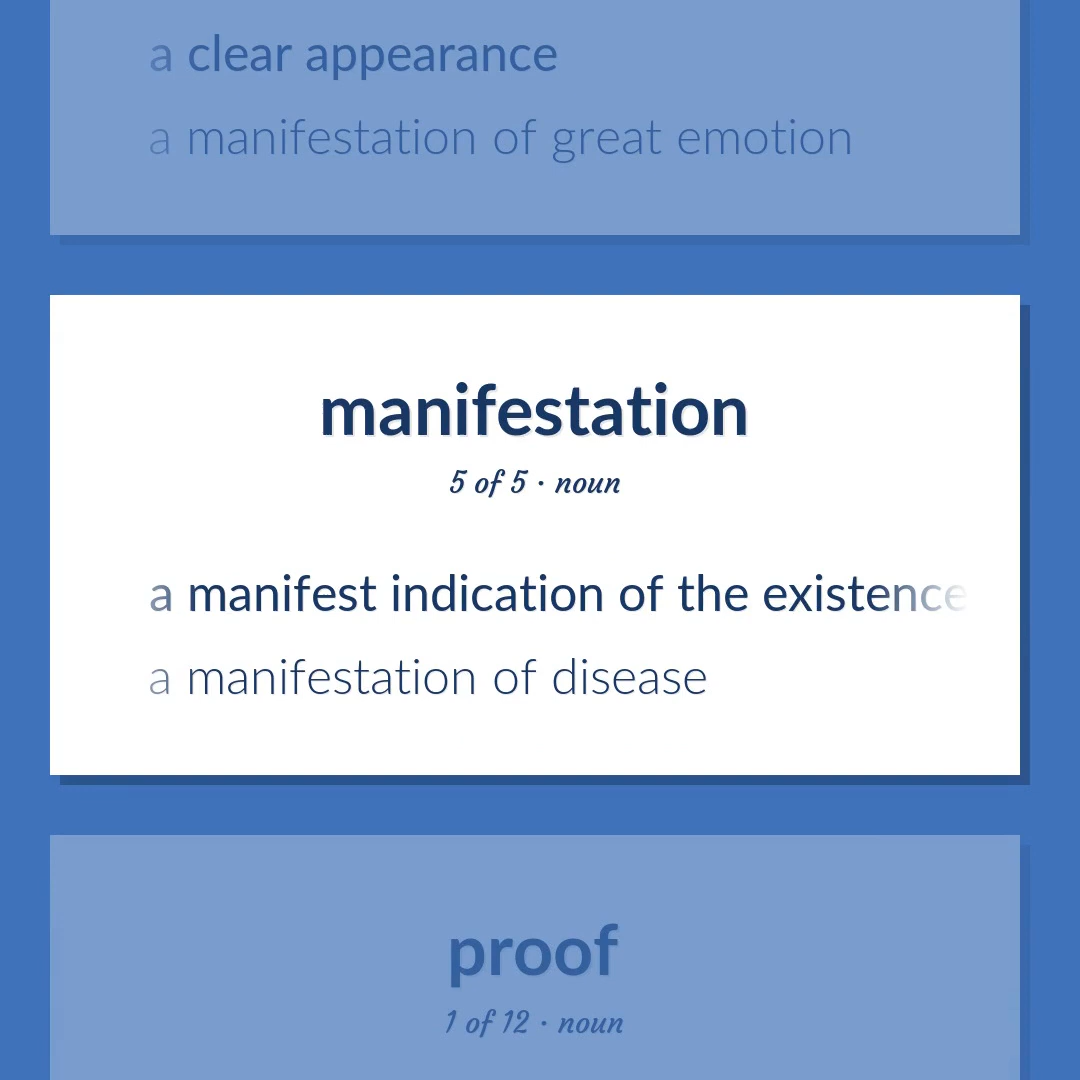 a clear appearance
a manifestation of great emotion
manifestation
5 of 5 · noun
a manifest indication of the existence
a manifestation of disease
proof
1 of 12 · noun